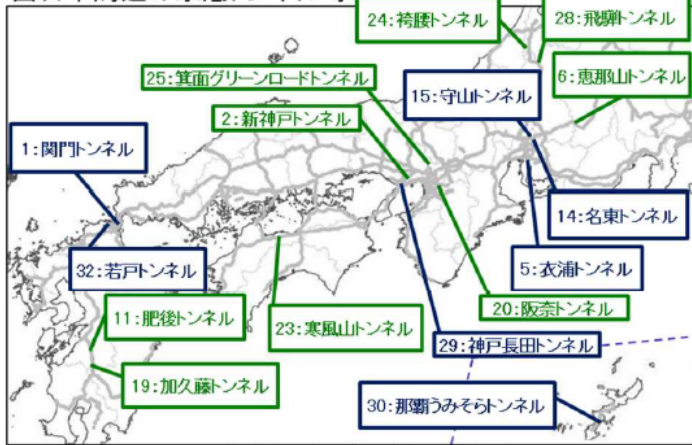 24:袴腰トンネル
28:飛騨トンネル
25:箕面グリーンロードトンネル
15:守山トンネル
6:恵那山トンネル
2:新神戸トンネル
1:関門トンネル
14:名東トンネル
32:若戸トンネル
5:衣浦トンネル
11:肥後トンネル
23:寒風山トンネル
20:阪奈トンネル
29:神戸長田トンネル
19:加久藤トンネル
30:那覇うみそらトンネル